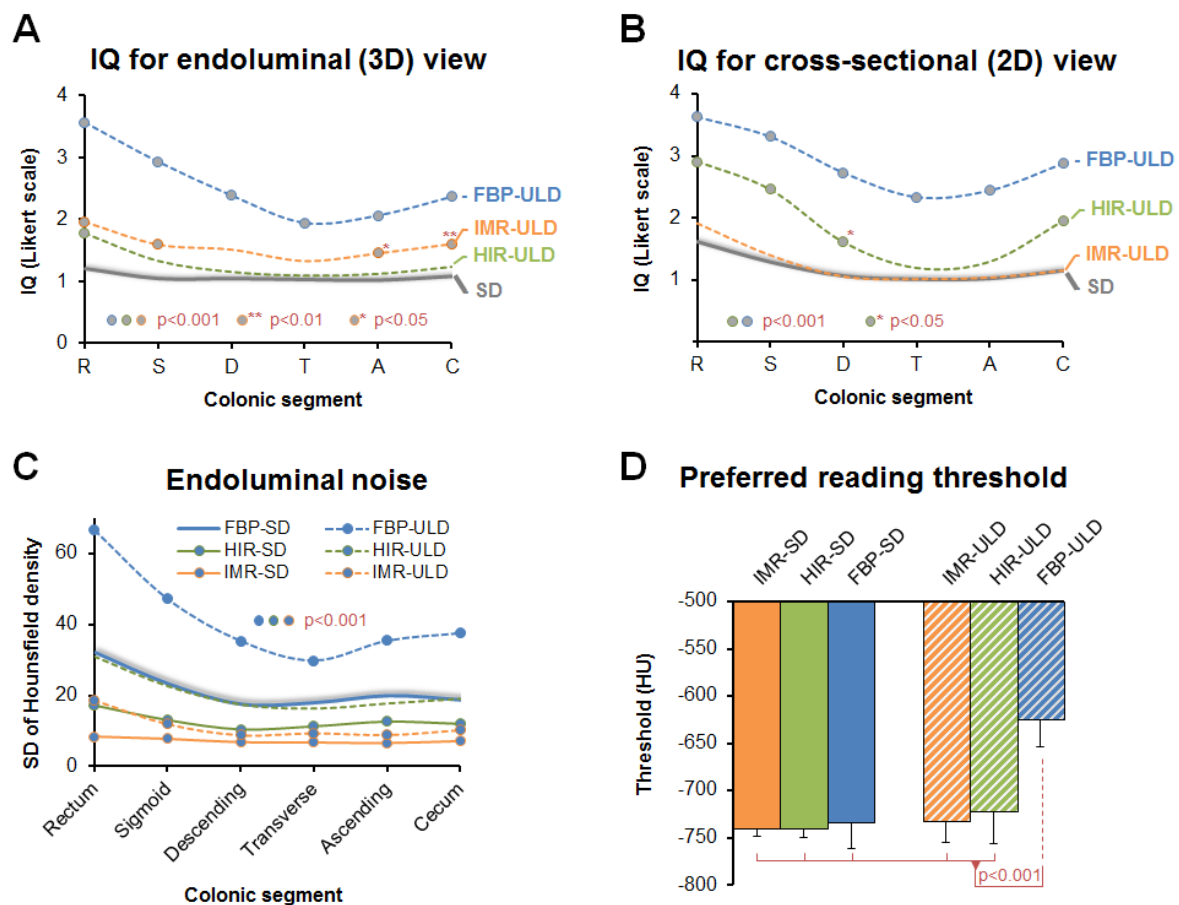 A
IQ for endoluminal (3D) view
IQ (Likert scale)
4
3
2
1
0
FBP-ULD
IMR-ULD
HIR-ULD
SD
*
**
p<0.001
** p<0.01
* p<0.05
R S D T A C
Colonic segment
B
IQ for cross-sectional (2D) view
IQ (Likert scale)
4
3
2
1
FBP-ULD
HIR-ULD
IMR-ULD
SD
*
p<0.001
* p<0.05
R S D T A C
Colonic segment
C
Endoluminal noise
SD of Hounsfield density
60
40
20
0
FBP-SD FBP-ULD
HIR-SD HIR-ULD
IMR-SD IMR-ULD
p<0.001
Rectum Sigmoid Descending Transverse Ascending Cecum
Colonic segment
D
Preferred reading threshold
IMR-SD HIR-SD FBP-SD IMR-ULD HIR-ULD FBP-ULD
Threshold (HU)
-500
-550
-600
-650
-700
-750
-800
p<0.001